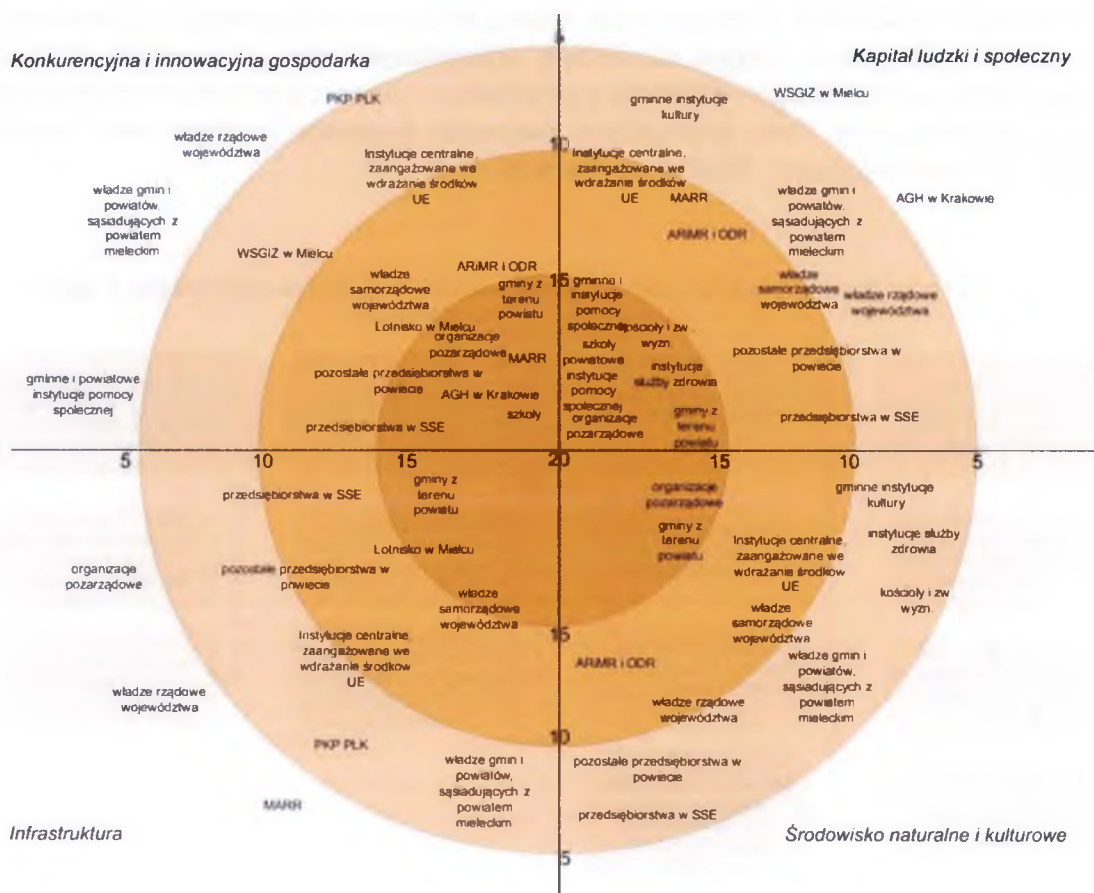 Konkurencyjna i innowacyjna gospodarka
Kapitał ludzki i społeczny
5
PKP PLK
władze rządowe
województwa
Instytucje centralne,
zaangażowane we
wdrażanie środków
UE
władze gmin i
powiatów,
sąsiadujących z
powiatem
mieleckim
WSGIZ w Mielcu
władze
samorządowe
województwa
ARiMR i ODR
gminy z
terenu
powiatu
Lotnisko w Mielcu
organizacje
pozarządowe
MARR
pozostałe przedsiębiorstwa w
powiecie
AGH w Krakowie
szkoły
gminne i powiatowe
instytucje pomocy
społecznej
przedsiębiorstwa w SSE
10
15
gminne instytucje
kultury
WSGIZ w Mielcu
Instytucje centralne,
zaangażowane we
wdrażanie środków
UE
MARR
AGH w Krakowie
władze gmin i
powiatów,
sąsiadujących z
powiatem
mieleckim
ARiMR i ODR
władze
samorządowe
województwa
władze rządowe
województwa
gminne i
instytucje
pomocy
społecznej
kościoły i zw
wyzn.
szkoły
powiatowe
instytucje
pomocy
społecznej
instytucje
służby zdrowia
pozostałe przedsiębiorstwa w
powiecie
organizacje
pozarządowe
gminy z
terenu
powiatu
przedsiębiorstwa w SSE
5 10 15 20 15 10 5
przedsiębiorstwa w SSE
gminy z
terenu
powiatu
Lotnisko w Mielcu
organizacje
pozarządowe
pozostałe przedsiębiorstwa w
powiecie
władze
samorządowe
województwa
Instytucje centralne,
zaangażowane we
wdrażanie środków
UE
władze rządowe
województwa
PKP PLK
MARR
władze gmin i
powiatów,
sąsiadujących z
powiatem
mieleckim
15
10
5
organizacje
pozarządowe
gminne instytucje
kultury
gminy z
terenu
powiatu
instytucje służby
zdrowia
Instytucje centralne,
zaangażowane we
wdrażanie środków
UE
kościoły i zw
wyzn.
władze
samorządowe
województwa
ARiMR i ODR
władze gmin i
powiatów,
sąsiadujących z
powiatem
mieleckim
władze rządowe
województwa
pozostałe przedsiębiorstwa w
powiecie
przedsiębiorstwa w SSE
Infrastruktura
Środowisko naturalne i kulturowe